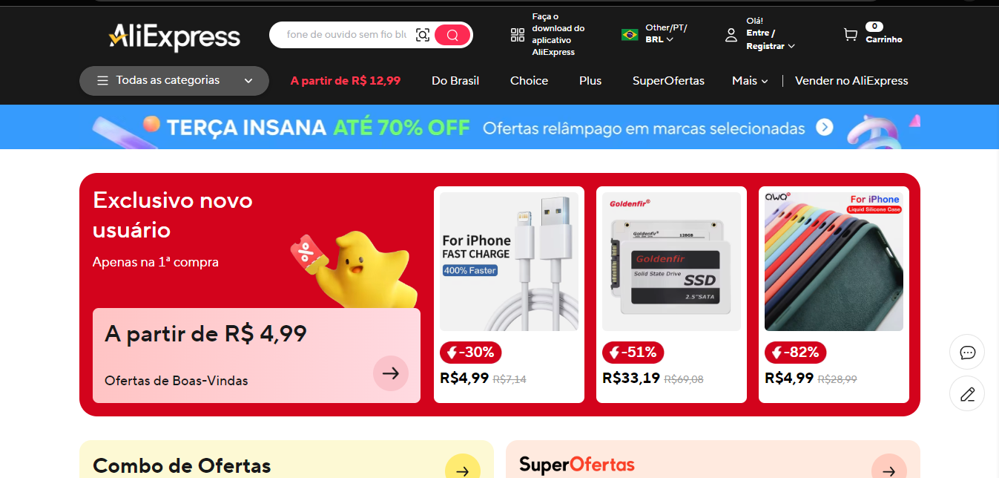 AliExpress
fone de ouvido sem fio blu
Faça o
download do
aplicativo
AliExpress
Other/PT/
BRL
Olá!
Entre /
Registrar
0
Carrinho
Todas as categorias
A partir de R$ 12,99
Do Brasil
Choice
Plus
SuperOfertas
Mais
Vender no AliExpress
TERÇA INSANA ATÉ 70% OFF Ofertas relâmpago em marcas selecionadas
Exclusivo novo
usuário
Apenas na 1ª compra
%
A partir de R$ 4,99
Ofertas de Boas-Vindas
For iPhone
FAST CHARGE
400% Faster
-30%
R$4,99 R$7,14
Goldenfir®
Goldenfir® 128GB
Goldenfir
Solid State Drive
SSD
2.5"SATA
-51%
R$33,19 R$69,08
QWQ
For iPhone
Liquid Silicone Case
-82%
R$4,99 R$28,99
Combo de Ofertas
SuperOfertas